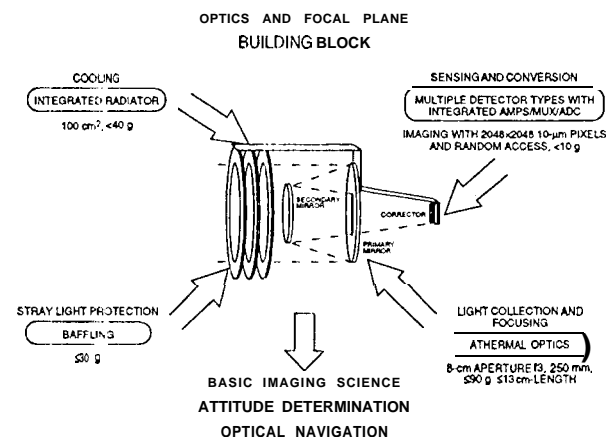 OPTICS AND FOCAL PLANE
BUILDING BLOCK
COOLING
INTEGRATED RADIATOR
100 cm², <40 g
SENSING AND CONVERSION
MULTIPLE DETECTOR TYPES WITH
INTEGRATED AMPS/MUX/ADC
IMAGING WITH 2048x2048 10-µm PIXELS
AND RANDOM ACCESS, <10 g
SECONDARY
MIRROR
CORRECTOR
PRIMARY
MIRROR
STRAY LIGHT PROTECTION
BAFFLING
≤30 g
LIGHT COLLECTION AND
FOCUSING
ATHERMAL OPTICS
8-cm APERTURE f3, 250 mm,
≤90 g ≤13 cm-LENGTH
BASIC IMAGING SCIENCE
ATTITUDE DETERMINATION
OPTICAL NAVIGATION